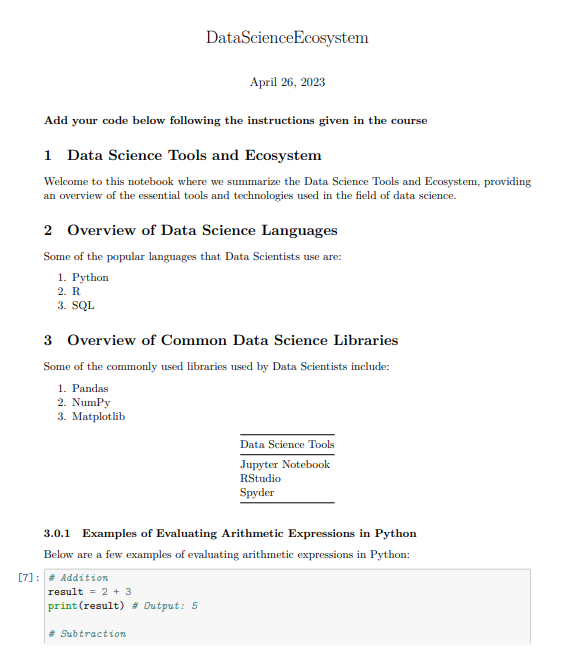 DataScienceEcosystem
April 26, 2023
Add your code below following the instructions given in the course
1 Data Science Tools and Ecosystem
Welcome to this notebook where we summarize the Data Science Tools and Ecosystem, providing
an overview of the essential tools and technologies used in the field of data science.
2 Overview of Data Science Languages
Some of the popular languages that Data Scientists use are:
1. Python
2. R
3. SQL
3 Overview of Common Data Science Libraries
Some of the commonly used libraries used by Data Scientists include:
1. Pandas
2. NumPy
3. Matplotlib
Data Science Tools
Jupyter Notebook
RStudio
Spyder
3.0.1 Examples of Evaluating Arithmetic Expressions in Python
Below are a few examples of evaluating arithmetic expressions in Python:
[7]: # Addition
result = 2 + 3
print(result) # Output: 5
# Subtraction